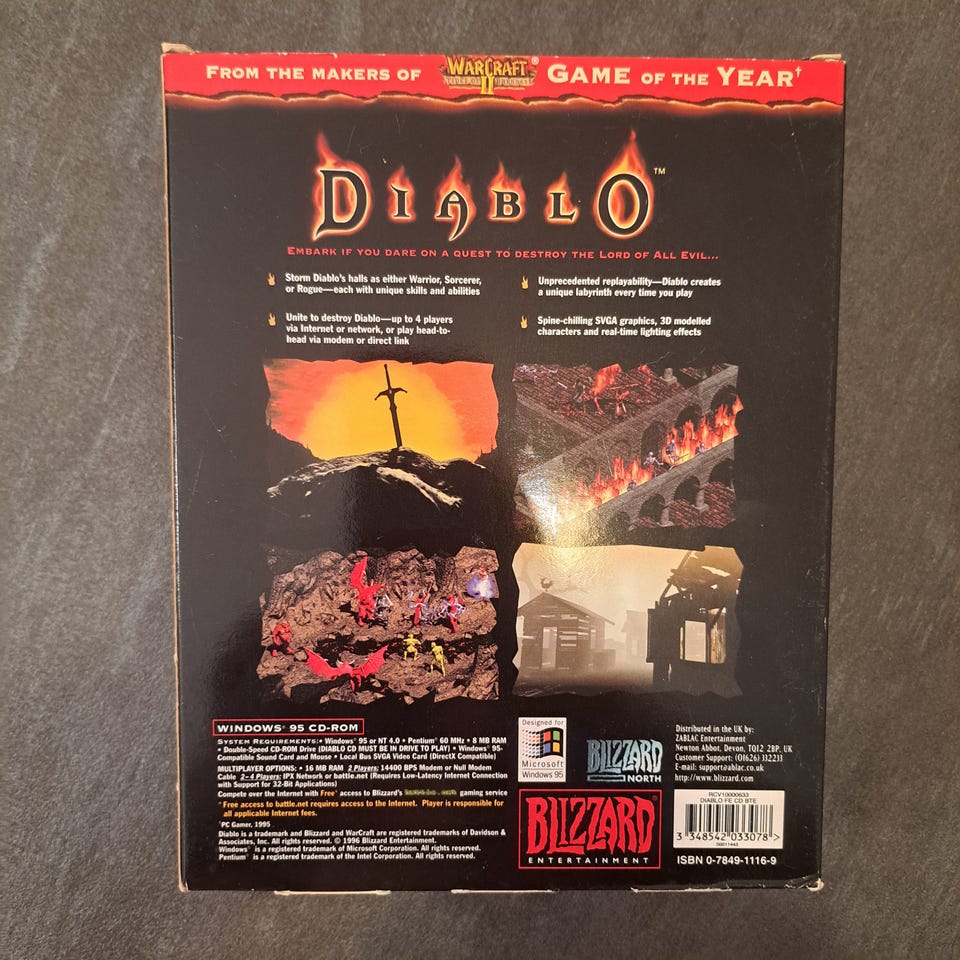 FROM THE MAKERS OF WARCRAFT® II TIDES OF DARKNESS GAME OF THE YEAR†
DIABLO™
EMBARK IF YOU DARE ON A QUEST TO DESTROY THE LORD OF ALL EVIL...
Storm Diablo's halls as either Warrior, Sorcerer,
or Rogue—each with unique skills and abilities
Unite to destroy Diablo—up to 4 players
via Internet or network, or play head-to-
head via modem or direct link
Unprecedented replayability—Diablo creates
a unique labyrinth every time you play
Spine-chilling SVGA graphics, 3D modelled
characters and real-time lighting effects
WINDOWS® 95 CD-ROM
SYSTEM REQUIREMENTS: • Windows® 95 or NT 4.0 • Pentium® 60 MHz • 8 MB RAM
• Double-Speed CD-ROM Drive (DIABLO CD MUST BE IN DRIVE TO PLAY) • Windows® 95-
Compatible Sound Card and Mouse • Local Bus SVGA Video Card (DirectX Compatible)
MULTIPLAYER OPTIONS: • 16 MB RAM 2 Players: 14400 BPS Modem or Null Modem
Cable 2-4 Players: IPX Network or battle.net (Requires Low-Latency Internet Connection
with Support for 32-Bit Applications)
Compete over the Internet with Free* access to Blizzard's battle.net gaming service
*Free access to battle.net requires access to the Internet. Player is responsible for
all applicable Internet fees.
†PC Gamer, 1995
Diablo is a trademark and Blizzard and WarCraft are registered trademarks of Davidson &
Associates, Inc. All rights reserved. © 1996 Blizzard Entertainment.
Windows® is a registered trademark of Microsoft Corporation. All rights reserved.
Pentium® is a registered trademark of the Intel Corporation. All rights reserved.
Designed for
Microsoft®
Windows® 95
BLIZZARD
NORTH
BLIZZARD
ENTERTAINMENT
Distributed in the UK by:
ZABLAC Entertainment
Newton Abbot, Devon, TQ12 2BP, UK
Customer Support: (01626) 332233
E-mail: support@zablac.co.uk
http://www.blizzard.com
RCV10000633
DIABLO FE CD BTE
3 348542 033078 >
S0011443
ISBN 0-7849-1116-9